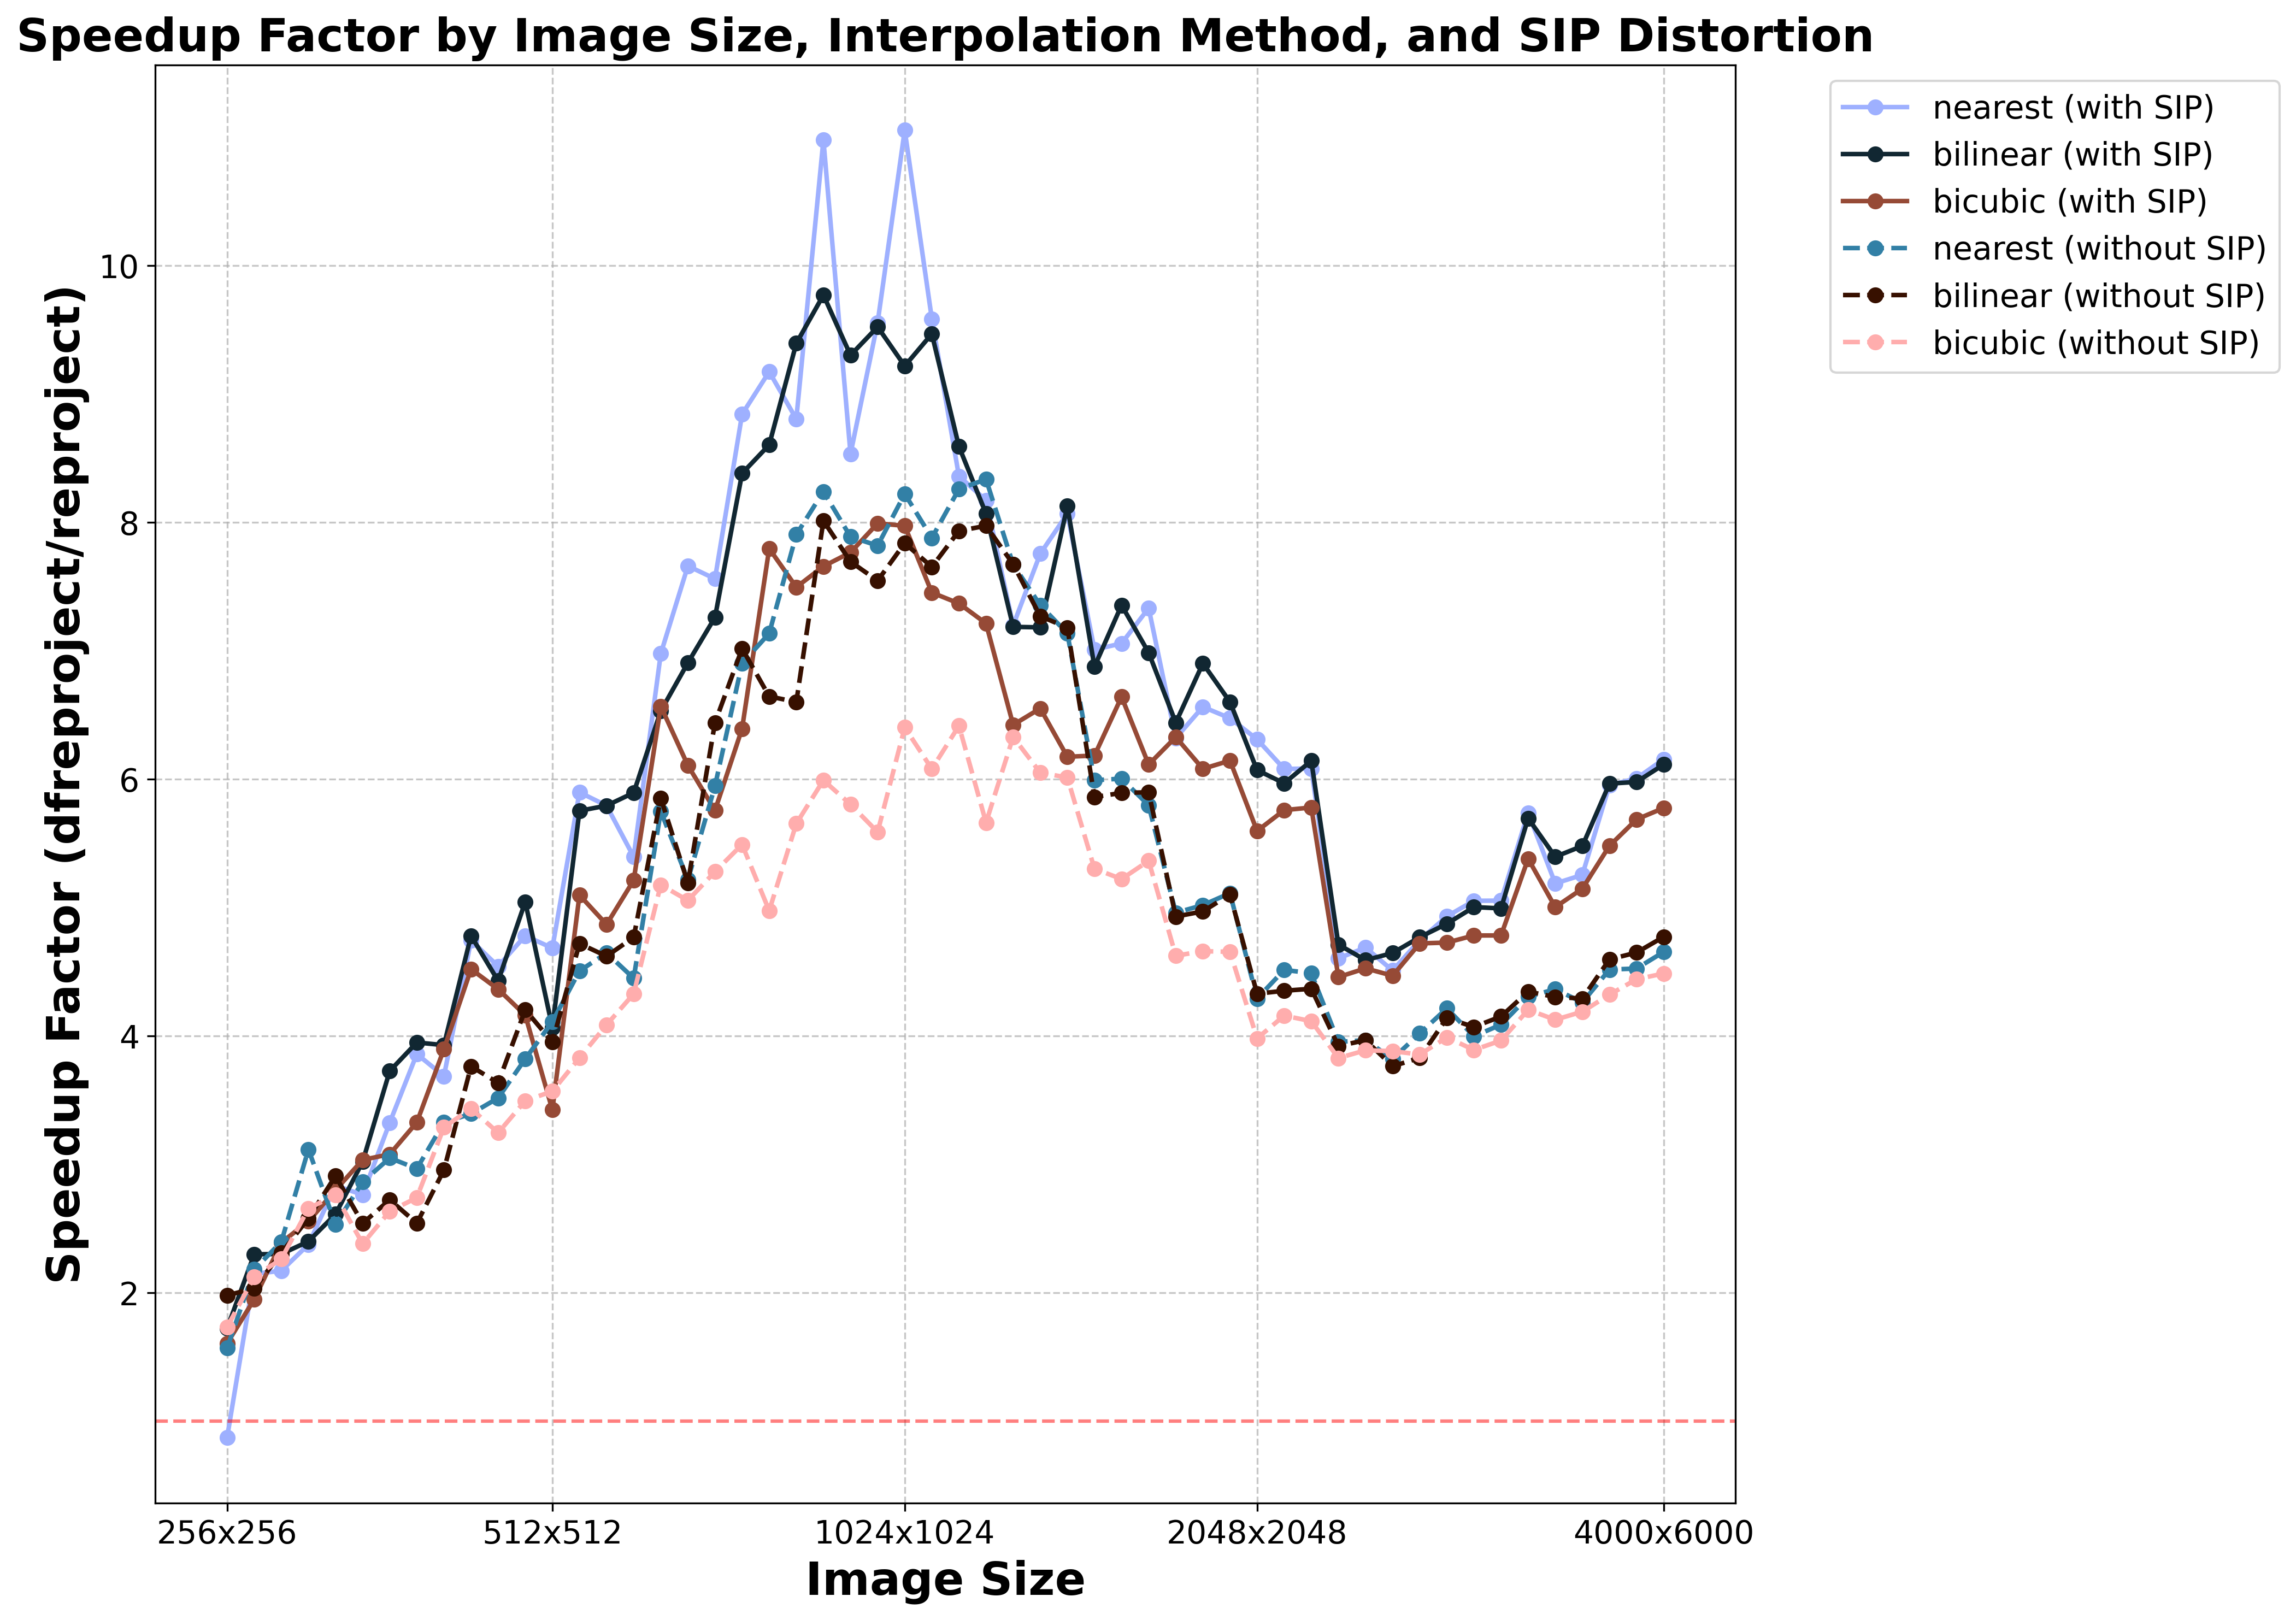 Speedup Factor by Image Size, Interpolation Method, and SIP Distortion
Speedup Factor (dfreproject/reproject)
10
8
6
4
2
256x256
512x512
1024x1024
2048x2048
4000x6000
Image Size
nearest (with SIP)
bilinear (with SIP)
bicubic (with SIP)
nearest (without SIP)
bilinear (without SIP)
bicubic (without SIP)